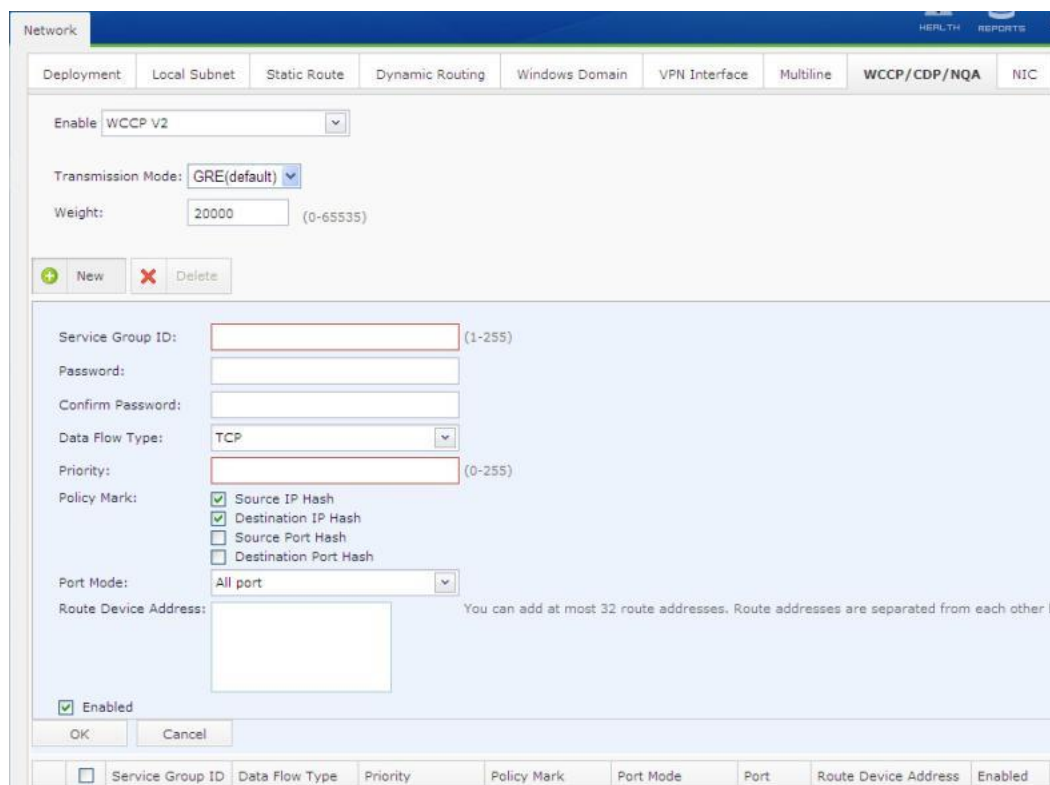 HEALTH REPORTS
Network
Deployment Local Subnet Static Route Dynamic Routing Windows Domain VPN Interface Multiline WCCP/CDP/NQA NIC
Enable WCCP V2
Transmission Mode: GRE(default)
Weight: 20000 (0-65535)
New Delete
Service Group ID: (1-255)
Password:
Confirm Password:
Data Flow Type: TCP
Priority: (0-255)
Policy Mark: Source IP Hash
Destination IP Hash
Source Port Hash
Destination Port Hash
Port Mode: All port
Route Device Address: You can add at most 32 route addresses. Route addresses are separated from each other
Enabled
OK Cancel
Service Group ID Data Flow Type Priority Policy Mark Port Mode Port Route Device Address Enabled